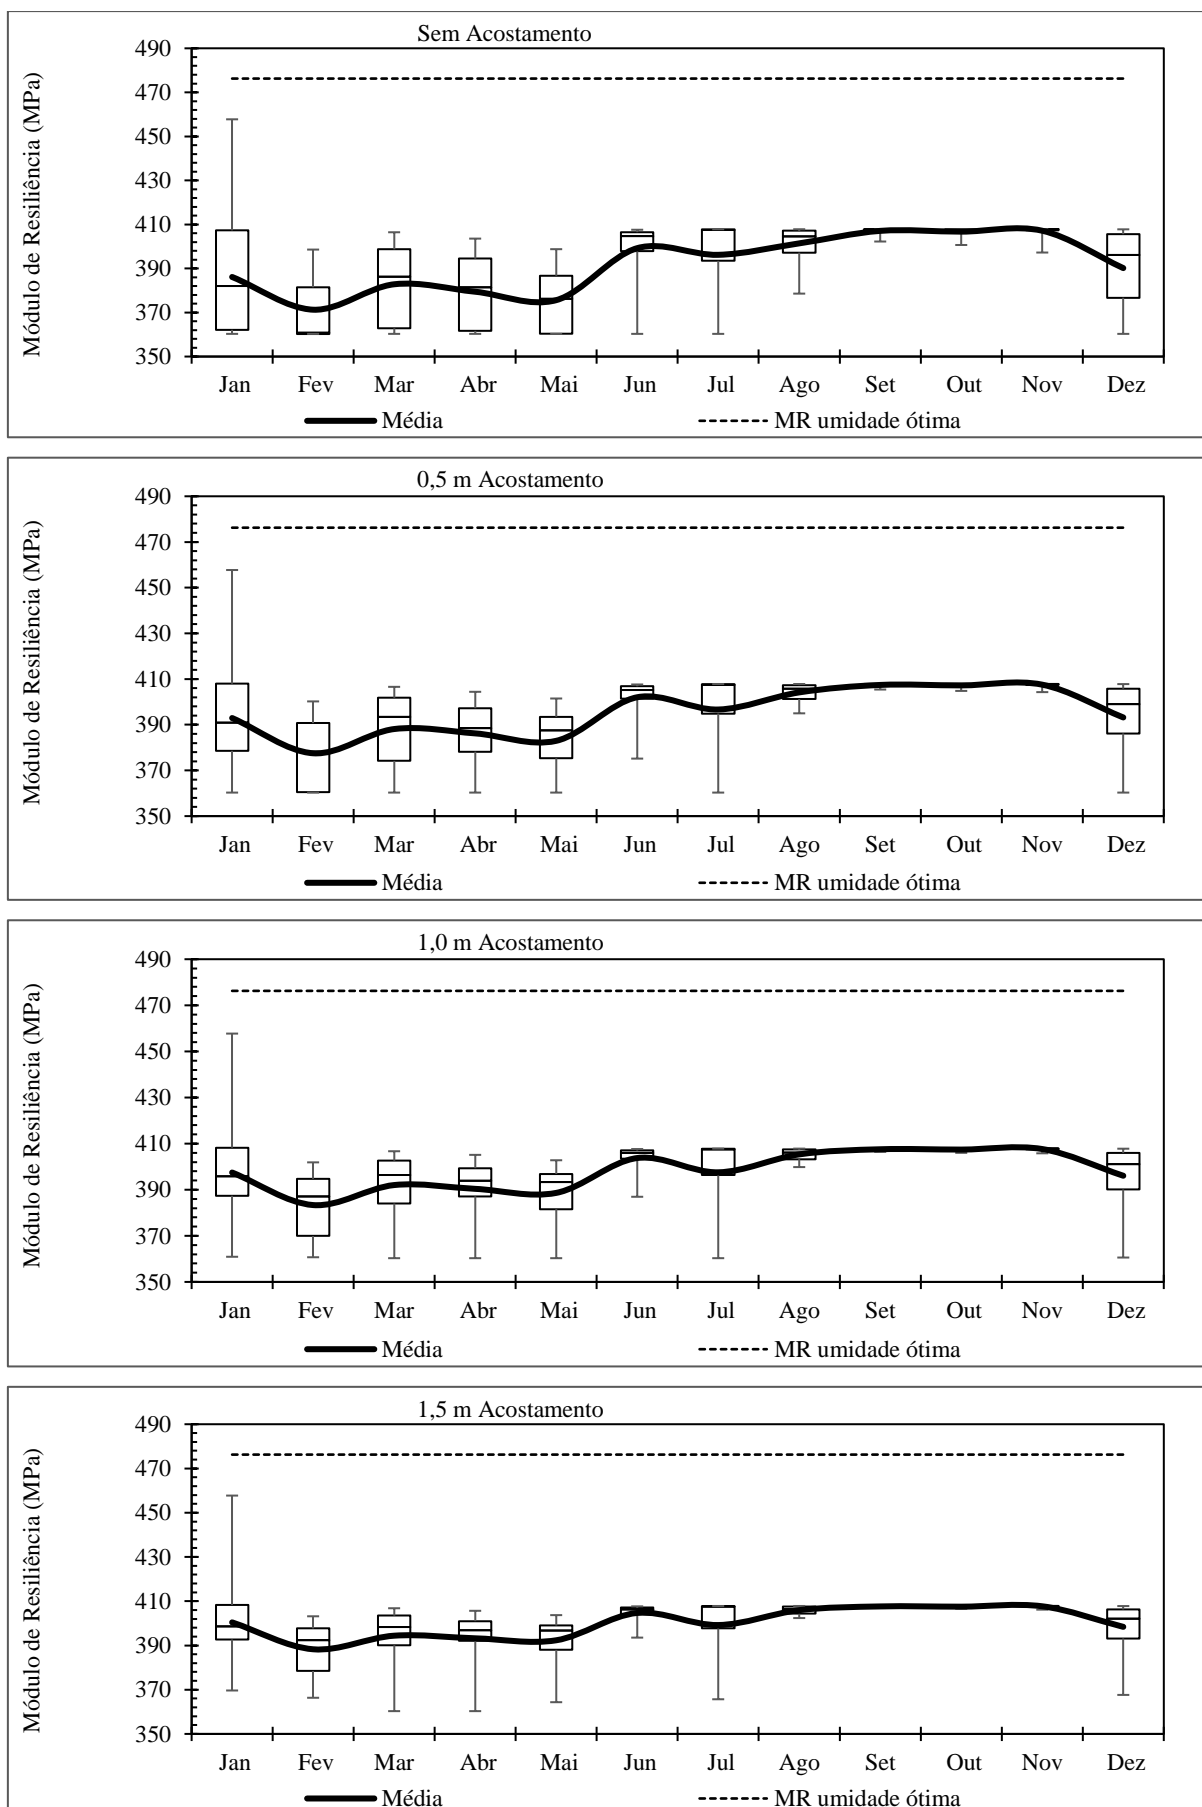 Sem Acostamento
Módulo de Resiliência (MPa)
490
470
450
430
410
390
370
350
Jan Fev Mar Abr Mai Jun Jul Ago Set Out Nov Dez
Média MR umidade ótima
0,5 m Acostamento
Módulo de Resiliência (MPa)
490
470
450
430
410
390
370
350
Jan Fev Mar Abr Mai Jun Jul Ago Set Out Nov Dez
Média MR umidade ótima
1,0 m Acostamento
Módulo de Resiliência (MPa)
490
470
450
430
410
390
370
350
Jan Fev Mar Abr Mai Jun Jul Ago Set Out Nov Dez
Média MR umidade ótima
1,5 m Acostamento
Módulo de Resiliência (MPa)
490
470
450
430
410
390
370
350
Jan Fev Mar Abr Mai Jun Jul Ago Set Out Nov Dez
Média MR umidade ótima